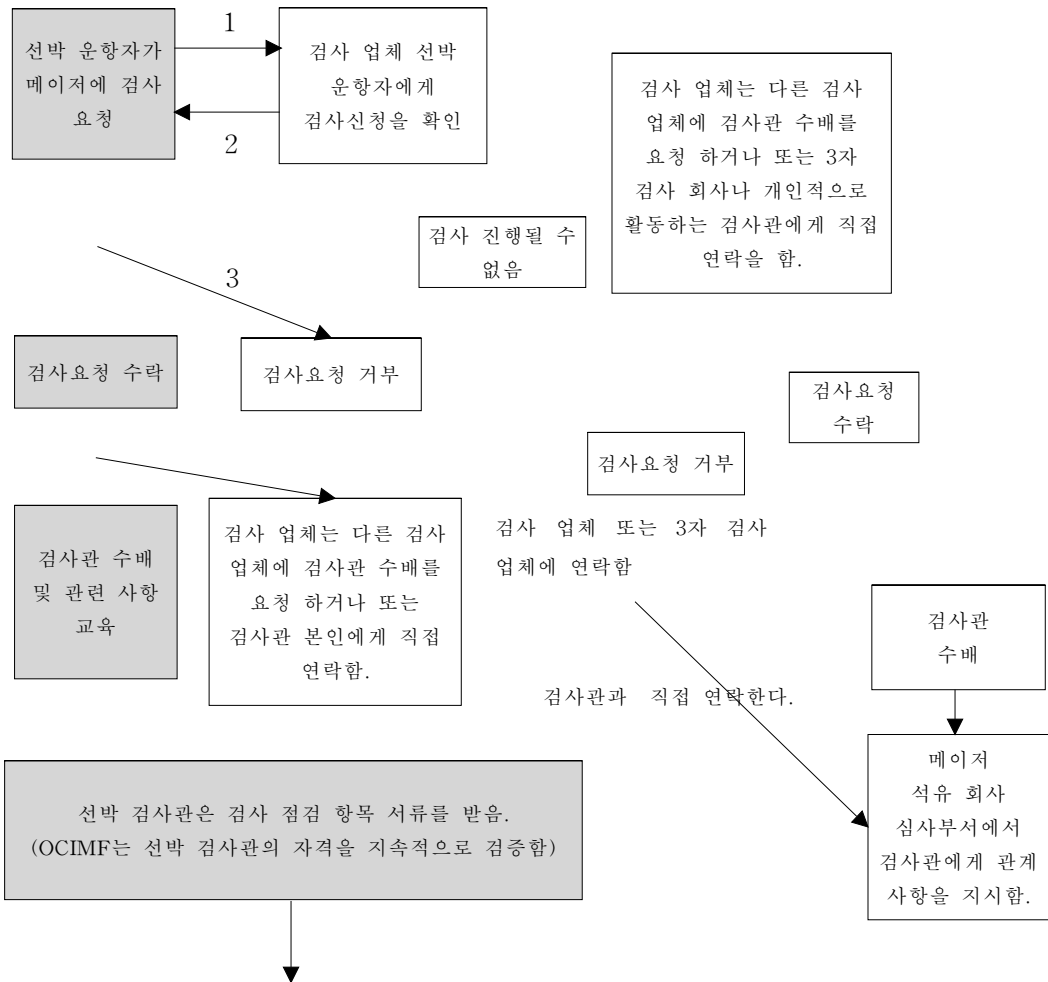 선박 운항자가
메이저에 검사
요청
1
2
검사 업체 선박
운항자에게
검사신청을 확인
검사 업체는 다른 검사
업체에 검사관 수배를
요청 하거나 또는 3자
검사 회사나 개인적으로
활동하는 검사관에게 직접
연락을 함.
검사 진행될 수
없음
3
검사요청 수락
검사요청 거부
검사요청
수락
검사요청 거부
검사관 수배
및 관련 사항
교육
검사 업체는 다른 검사
업체에 검사관 수배를
요청 하거나 또는
검사관 본인에게 직접
연락함.
검사 업체 또는 3자 검사
업체에 연락함
검사관
수배
검사관과 직접 연락한다.
메이저
석유 회사
심사부서에서
검사관에게 관계
사항을 지시함.
선박 검사관은 검사 점검 항목 서류를 받음.
(OCIMF는 선박 검사관의 자격을 지속적으로 검증함)